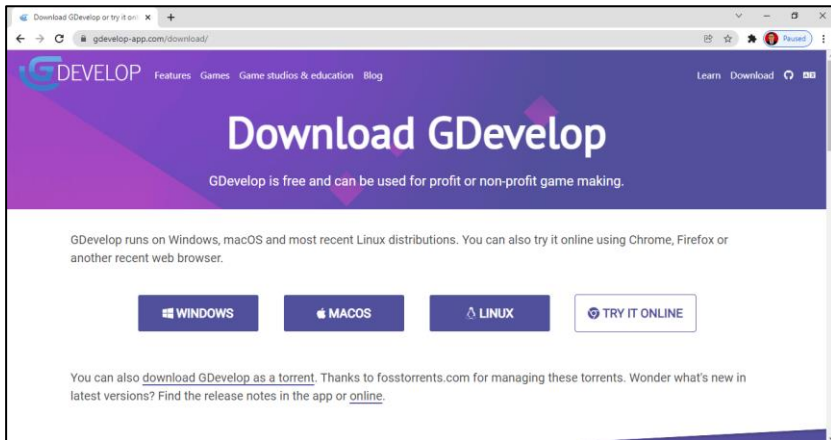 Download GDevelop or try it onl
gdevelop-app.com/download/
Paused
GDEVELOP Features Games Game studios & education Blog Learn Download
Download GDevelop
GDevelop is free and can be used for profit or non-profit game making.
GDevelop runs on Windows, macOS and most recent Linux distributions. You can also try it online using Chrome, Firefox or
another recent web browser.
WINDOWS MACOS LINUX TRY IT ONLINE
You can also download GDevelop as a torrent. Thanks to fosstorrents.com for managing these torrents. Wonder what's new in
latest versions? Find the release notes in the app or online.